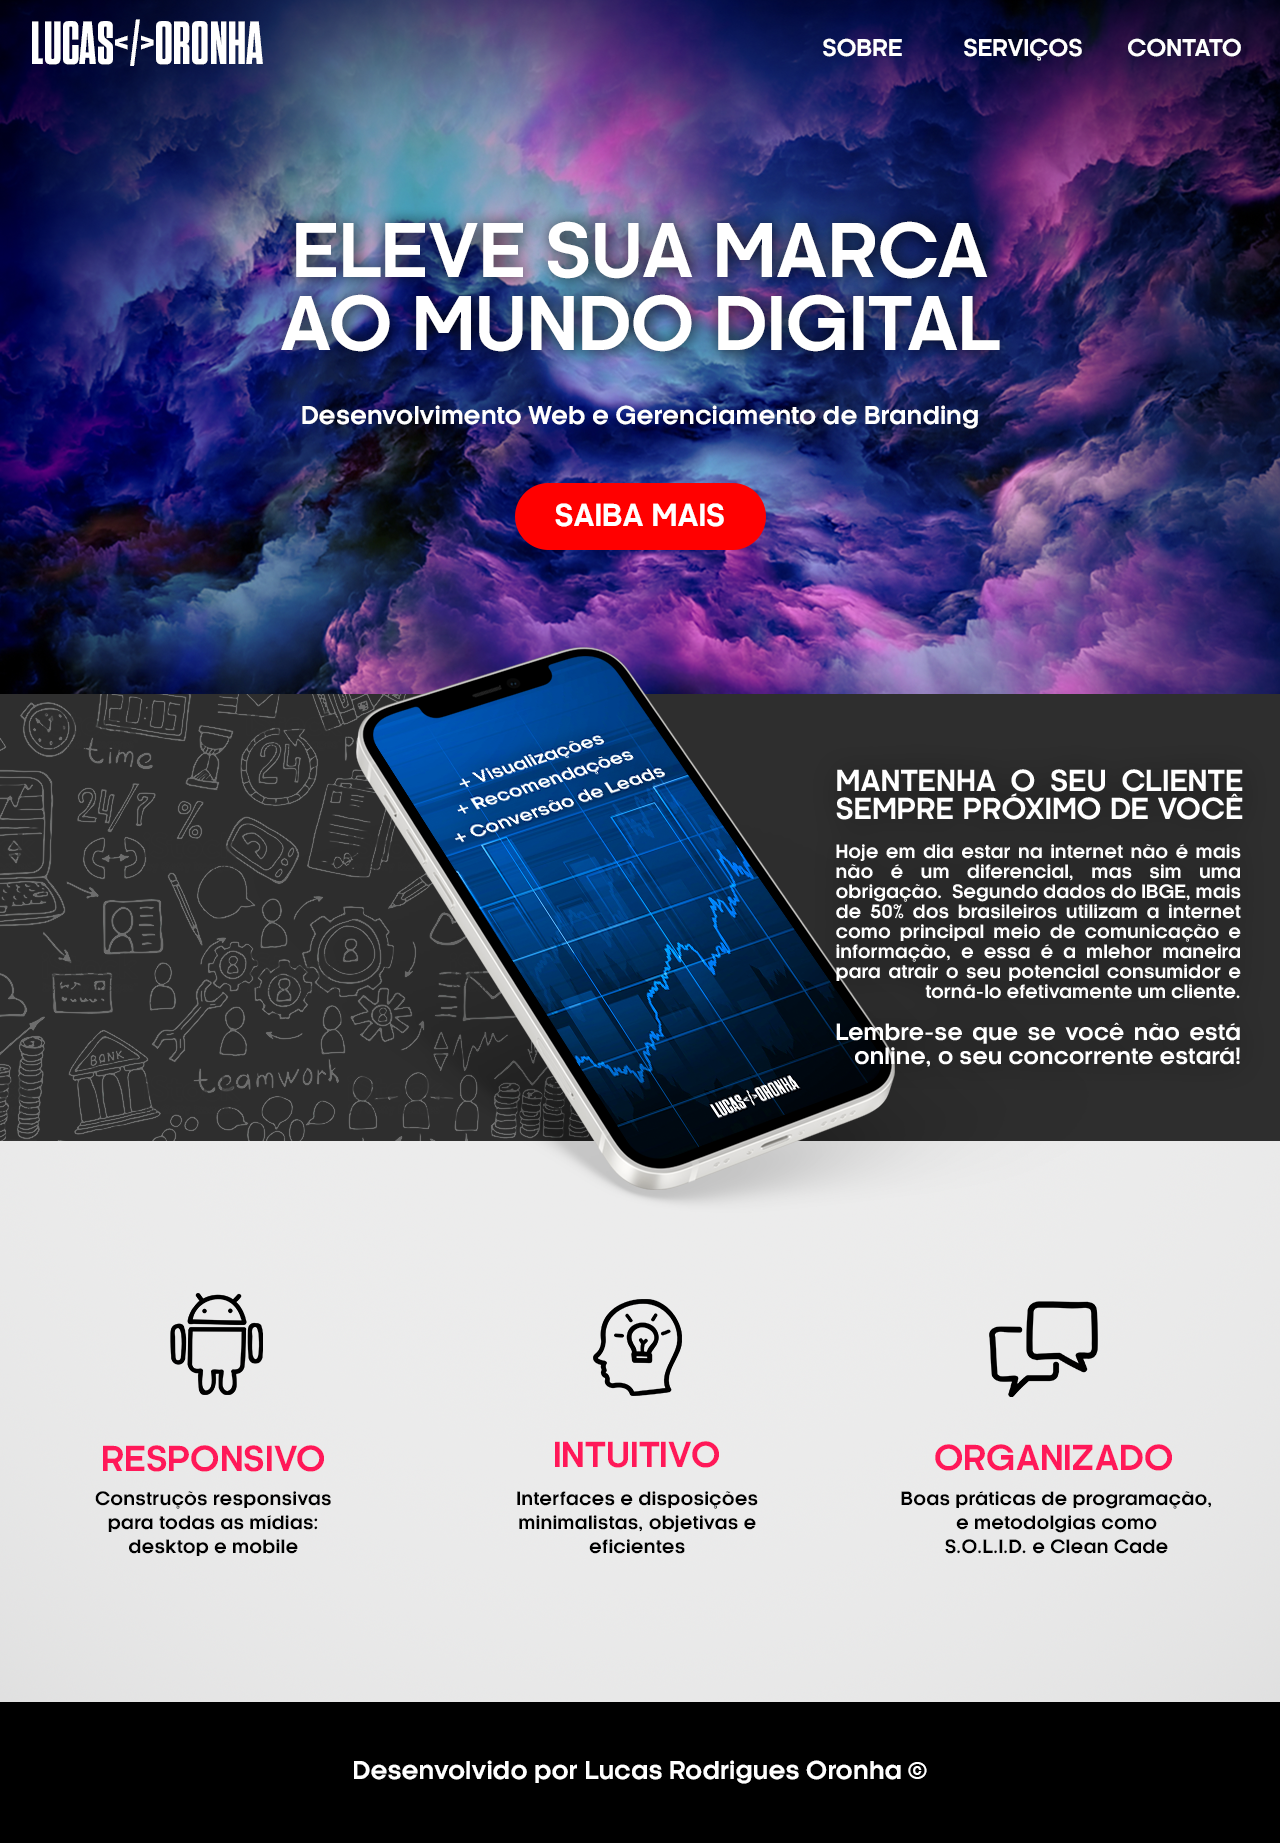 LUCAS</>ORONHA
SOBRE SERVIÇOS CONTATO
ELEVE SUA MARCA
AO MUNDO DIGITAL
Desenvolvimento Web e Gerenciamento de Branding
SAIBA MAIS
21:05
time
24
24/7
%
BANK
teamwork
+ Visualizações
+ Recomendações
+ Conversão de Leads
LUCAS</>ORONHA
MANTENHA O SEU CLIENTE
SEMPRE PRÓXIMO DE VOCÊ
Hoje em dia estar na internet não é mais
não é um diferencial, mas sim uma
obrigação. Segundo dados do IBGE, mais
de 50% dos brasileiros utilizam a internet
como principal meio de comunicação e
informação, e essa é a mlehor maneira
para atrair o seu potencial consumidor e
torná-lo efetivamente um cliente.
Lembre-se que se você não está
online, o seu concorrente estará!
RESPONSIVO
Construçòs responsivas
para todas as mídias:
desktop e mobile
INTUITIVO
Interfaces e disposições
minimalistas, objetivas e
eficientes
ORGANIZADO
Boas práticas de programação,
e metodolgias como
S.O.L.I.D. e Clean Cade
Desenvolvido por Lucas Rodrigues Oronha ©